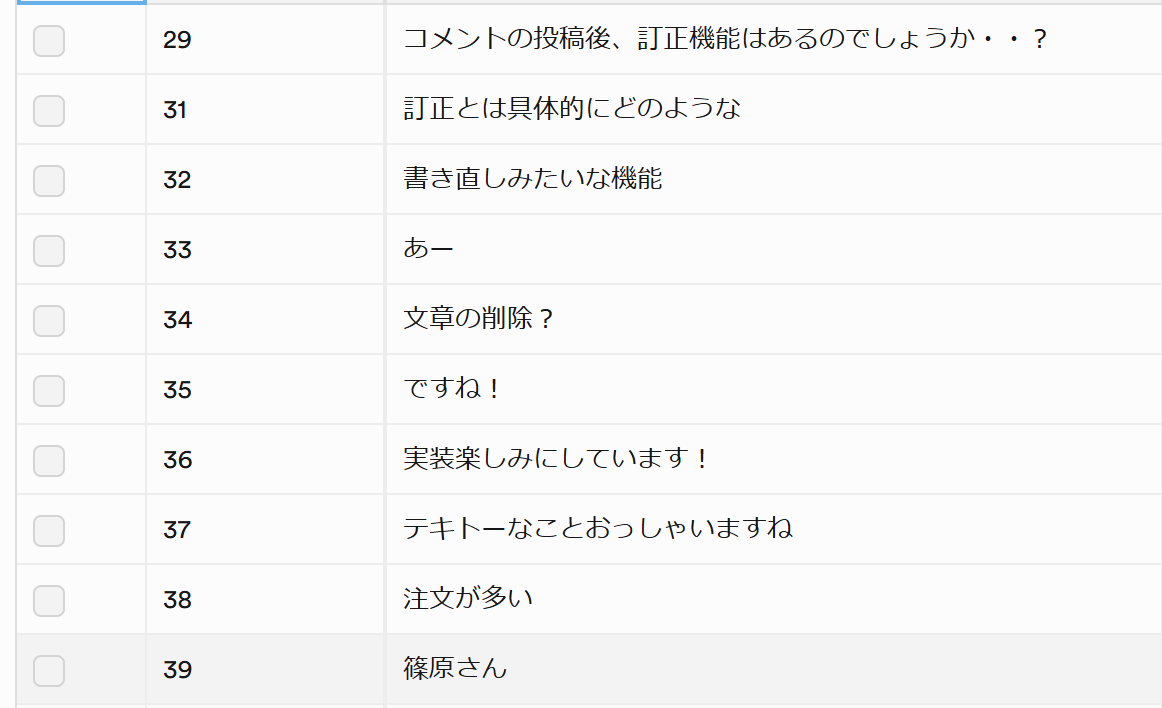 29 コメントの投稿後、訂正機能はあるのでしょうか・・？
31 訂正とは具体的にどのような
32 書き直しみたいな機能
33 あー
34 文章の削除？
35 ですね！
36 実装楽しみにしています！
37 テキトーなことおっしゃいますね
38 注文が多い
39 篠原さん